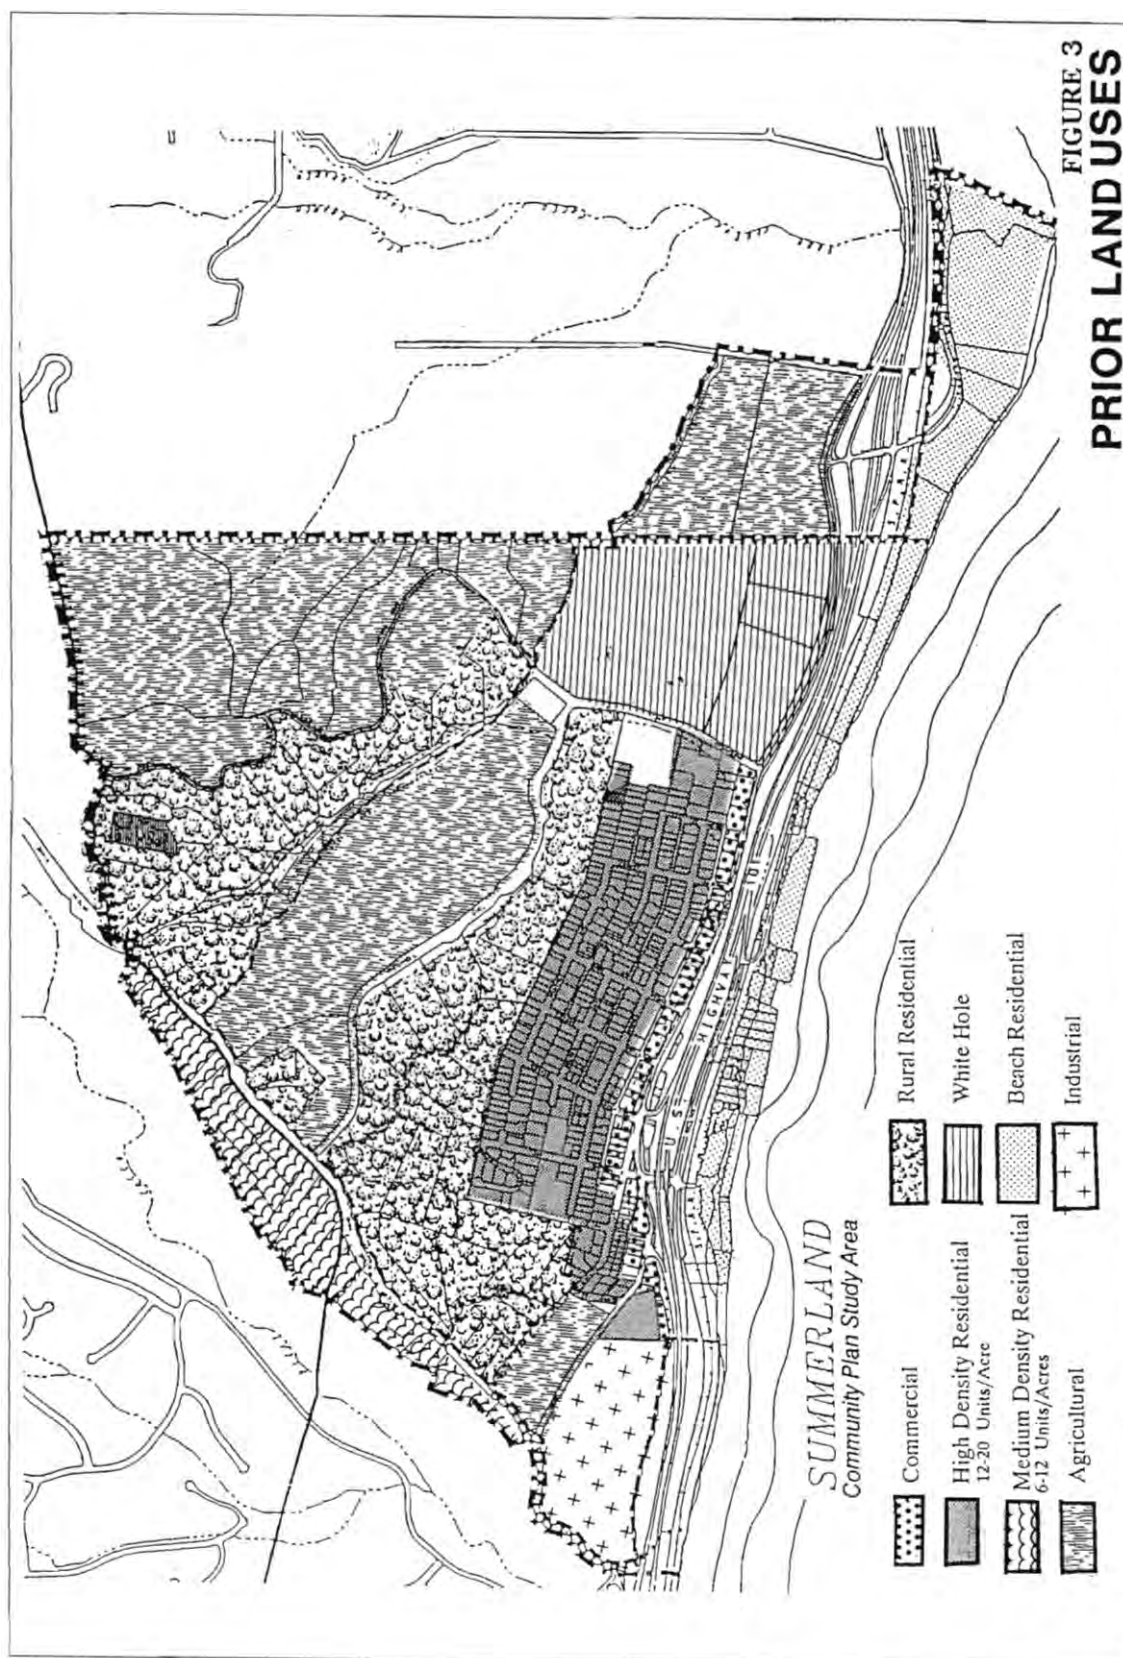 FIGURE 3
PRIOR LAND USES
U.S. HIGHWAY 101
S.P.R.R.
S.P.R.R.
SUMMERLAND
Community Plan Study Area
Commercial
High Density Residential
12-20 Units/Acre
Medium Density Residential
6-12 Units/Acres
Agricultural
Rural Residential
White Hole
Beach Residential
Industrial